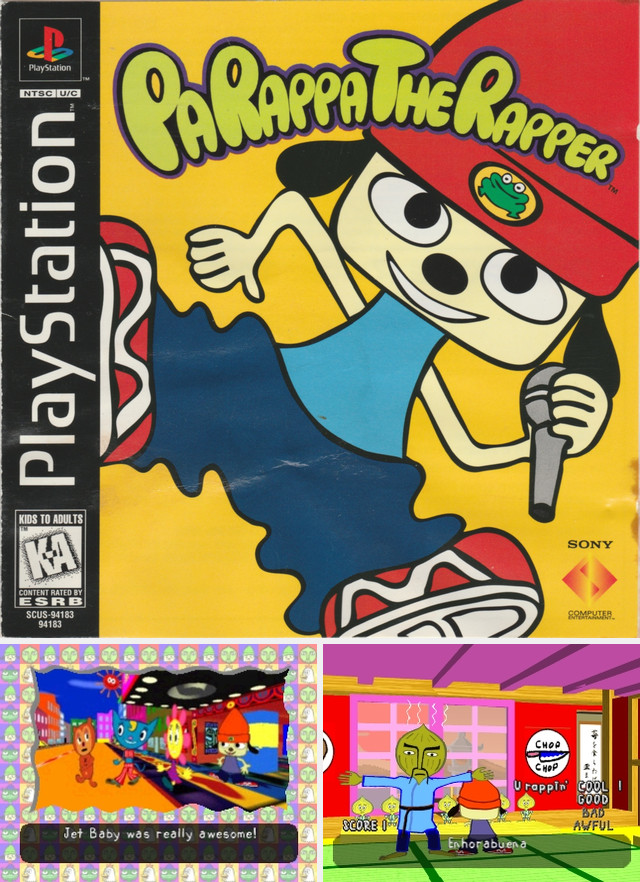 PlayStation
NTSC U/C
PlayStation
PARAPPA THE RAPPER
TM
KIDS TO ADULTS
K-A
CONTENT RATED BY
ESRB
SCUS-94183
94183
SONY
COMPUTER
ENTERTAINMENT
Jet Baby was really awesome!
CHOP
CHOP
U rappin'
COOL !
GOOD
BAD
AWFUL
SCORE
Enhorabuena